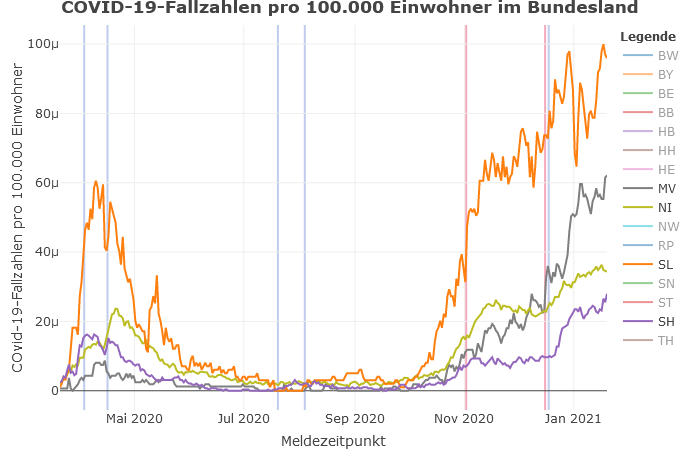 COVID-19-Fallzahlen pro 100.000 Einwohner im Bundesland
Legende
BW
BY
BE
BB
HB
HH
HE
MV
NI
NW
RP
SL
SN
ST
SH
TH
COvid-19-Fallzahlen pro 100.000 Einwohner
100μ
80μ
60μ
40μ
20μ
0
Mai 2020
Jul 2020
Sep 2020
Nov 2020
Jan 2021
Meldezeitpunkt